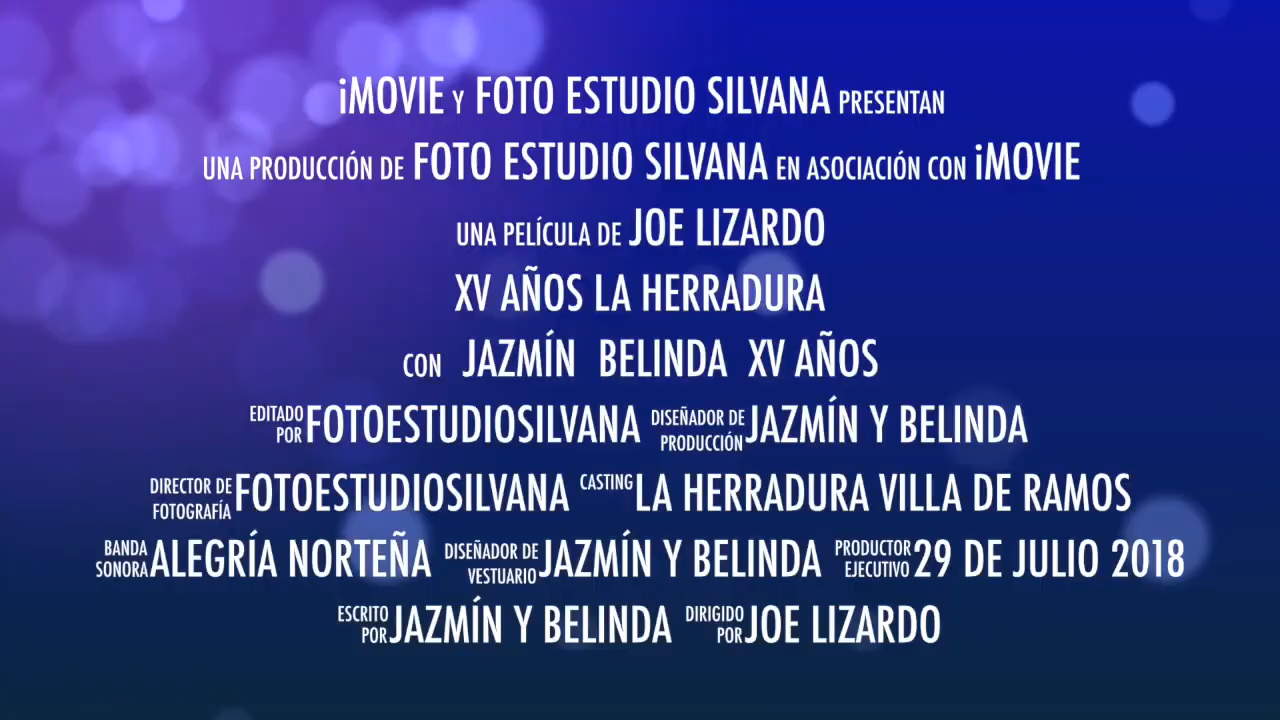 iMOVIE Y FOTO ESTUDIO SILVANA PRESENTAN
UNA PRODUCCIÓN DE FOTO ESTUDIO SILVANA EN ASOCIACIÓN CON iMOVIE
UNA PELÍCULA DE JOE LIZARDO
XV AÑOS LA HERRADURA
CON JAZMÍN BELINDA XV AÑOS
EDITADO POR FOTOESTUDIOSILVANA DISEÑADOR DE PRODUCCIÓN JAZMÍN Y BELINDA
DIRECTOR DE FOTOGRAFÍA FOTOESTUDIOSILVANA CASTING LA HERRADURA VILLA DE RAMOS
BANDA SONORA ALEGRÍA NORTEÑA DISEÑADOR DE VESTUARIO JAZMÍN Y BELINDA PRODUCTOR EJECUTIVO 29 DE JULIO 2018
ESCRITO POR JAZMÍN Y BELINDA DIRIGIDO POR JOE LIZARDO